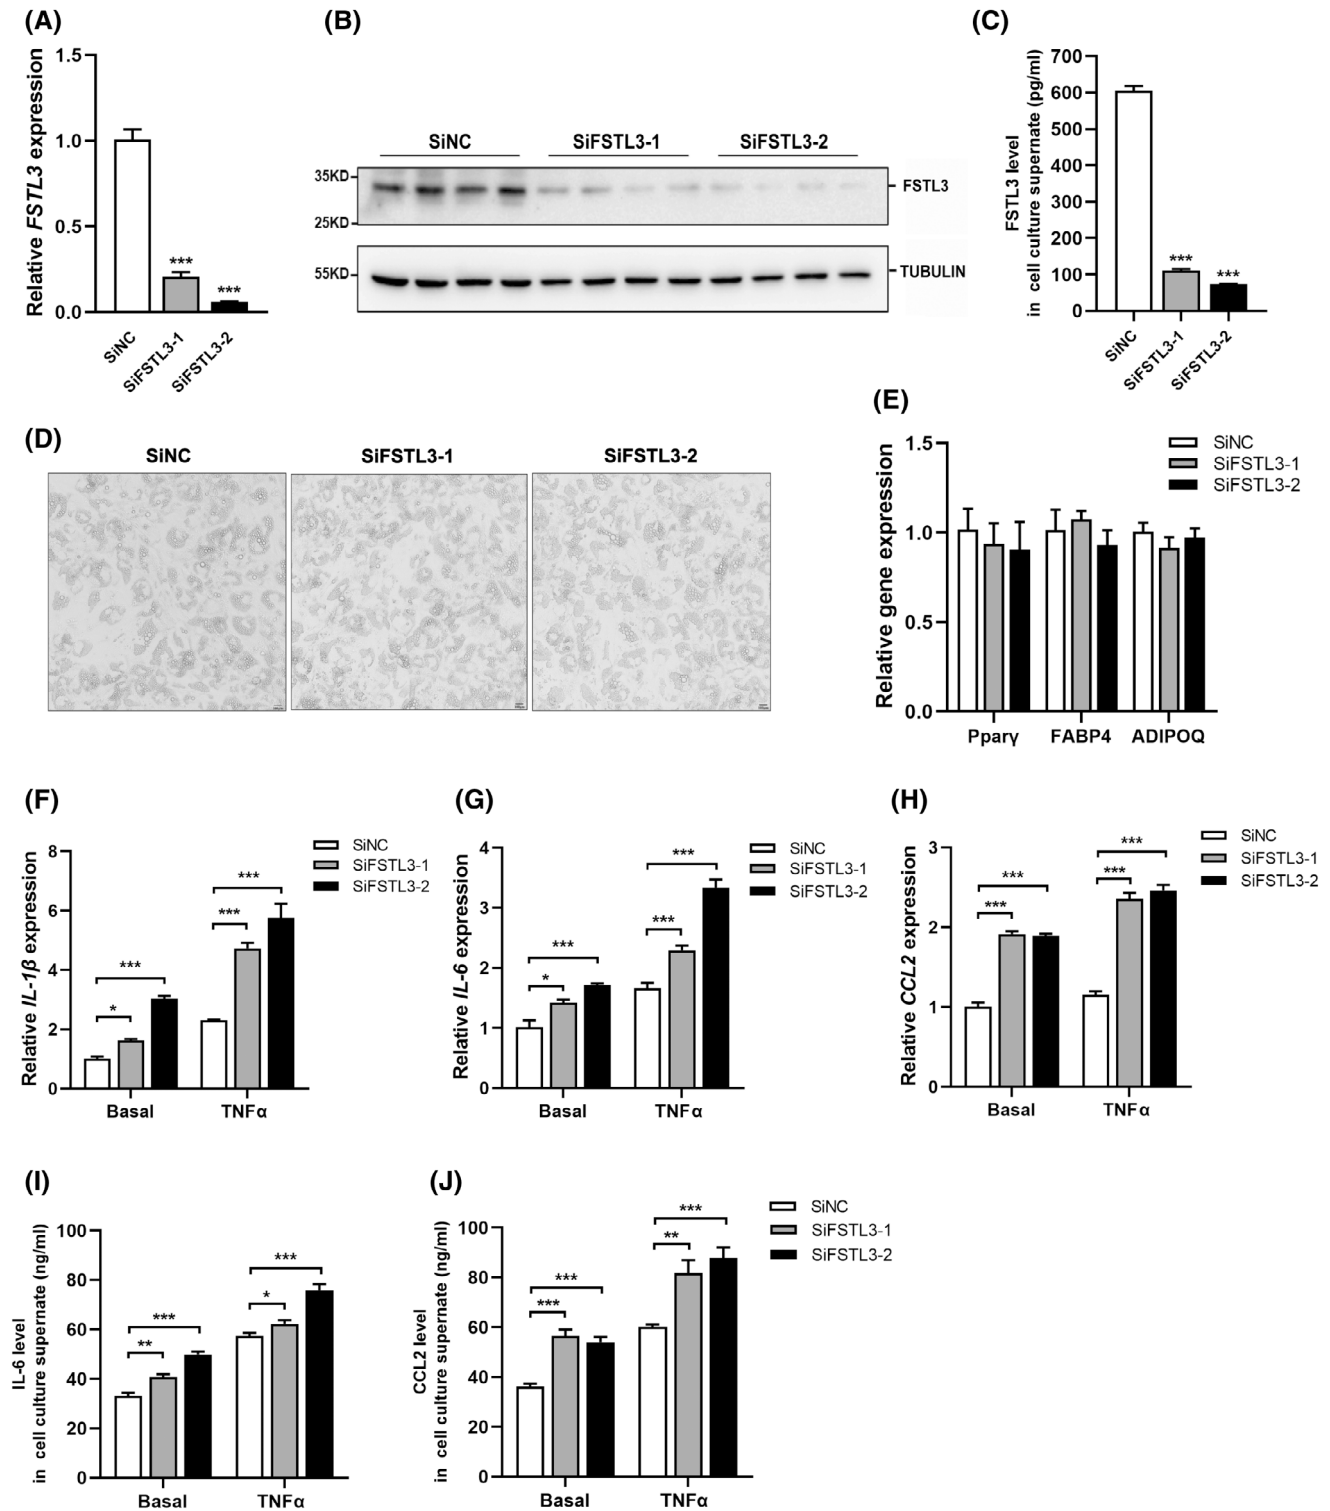 (A)
Relative FSTL3 expression
1.5
1.0
0.5
0.0
***
***
SiNC
SiFSTL3-1
SiFSTL3-2
(B)
SiNC
SiFSTL3-1
SiFSTL3-2
35KD
25KD
FSTL3
55KD
TUBULIN
(C)
FSTL3 level
in cell culture supernate (pg/ml)
700
600
500
400
300
200
100
0
***
***
SiNC
SiFSTL3-1
SiFSTL3-2
(D)
SiNC
SiFSTL3-1
SiFSTL3-2
(E)
Relative gene expression
1.5
1.0
0.5
0.0
SiNC
SiFSTL3-1
SiFSTL3-2
Pparγ
FABP4
ADIPOQ
(F)
Relative IL-1β expression
8
6
4
2
0
SiNC
SiFSTL3-1
SiFSTL3-2
***
*
***
***
Basal
TNFα
(G)
Relative IL-6 expression
4
3
2
1
0
SiNC
SiFSTL3-1
SiFSTL3-2
***
*
***
***
Basal
TNFα
(H)
Relative CCL2 expression
3
2
1
0
SiNC
SiFSTL3-1
SiFSTL3-2
***
***
***
***
Basal
TNFα
(I)
IL-6 level
in cell culture supernate (ng/ml)
100
80
60
40
20
0
***
**
***
*
Basal
TNFα
(J)
CCL2 level
in cell culture supernate (ng/ml)
100
80
60
40
20
0
SiNC
SiFSTL3-1
SiFSTL3-2
***
***
***
**
Basal
TNFα